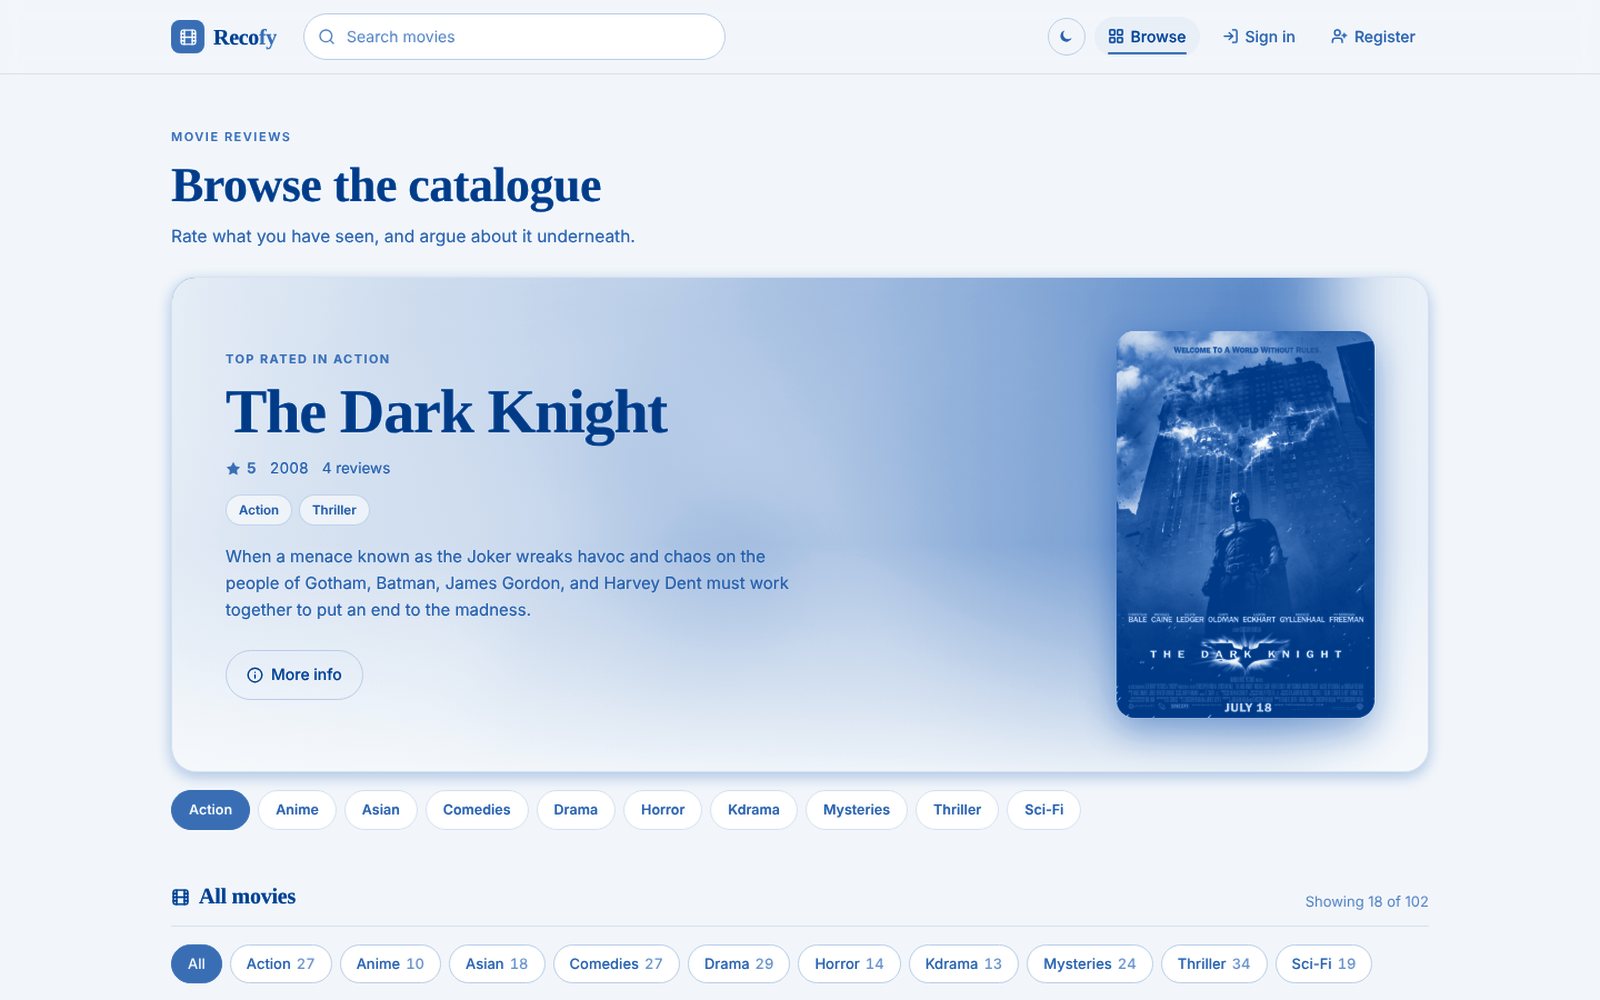 Recofy
Search movies
Browse
Sign in
Register
MOVIE REVIEWS
Browse the catalogue
Rate what you have seen, and argue about it underneath.
TOP RATED IN ACTION
The Dark Knight
5 2008 4 reviews
Action Thriller
When a menace known as the Joker wreaks havoc and chaos on the
people of Gotham, Batman, James Gordon, and Harvey Dent must work
together to put an end to the madness.
More info
WELCOME TO A WORLD WITHOUT RULES.
BALE CAINE LEDGER OLDMAN ECKHART GYLLENHAAL FREEMAN
THE DARK KNIGHT
JULY 18
Action Anime Asian Comedies Drama Horror Kdrama Mysteries Thriller Sci-Fi
All movies
Showing 18 of 102
All Action 27 Anime 10 Asian 18 Comedies 27 Drama 29 Horror 14 Kdrama 13 Mysteries 24 Thriller 34 Sci-Fi 19